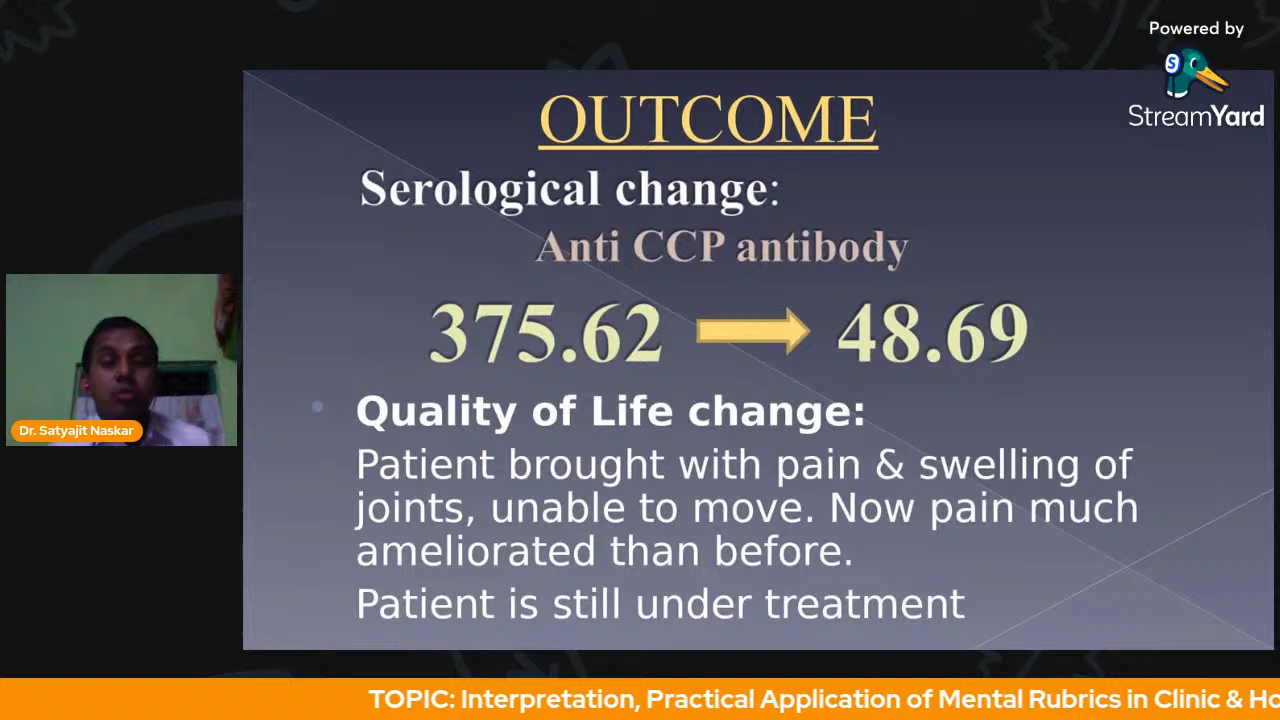 Powered by
StreamYard
OUTCOME
Serological change:
Anti CCP antibody
375.62 48.69
Quality of Life change:
Patient brought with pain & swelling of
joints, unable to move. Now pain much
ameliorated than before.
Patient is still under treatment
Dr. Satyajit Naskar
TOPIC: Interpretation, Practical Application of Mental Rubrics in Clinic & Ho